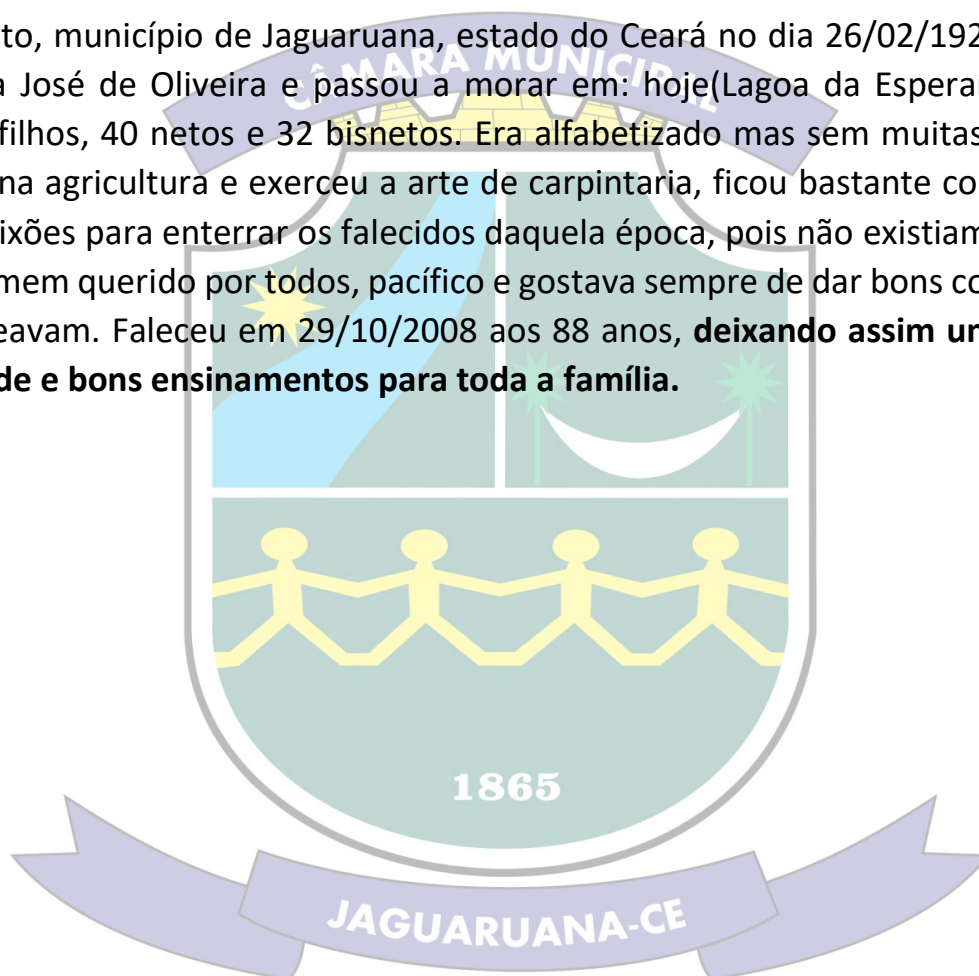 to, município de Jaguaruana, estado do Ceará no dia 26/02/192
José de Oliveira e passou a morar em: hoje(Lagoa da Espera
filhos, 40 netos e 32 bisnetos. Era alfabetizado mas sem muitas
na agricultura e exerceu a arte de carpintaria, ficou bastante co
ixões para enterrar os falecidos daquela época, pois não existiam
mem querido por todos, pacífico e gostava sempre de dar bons co
eavam. Faleceu em 29/10/2008 aos 88 anos, deixando assim un
de e bons ensinamentos para toda a família.
CÂMARA MUNICIPAL
1865
JAGUARUANA-CE